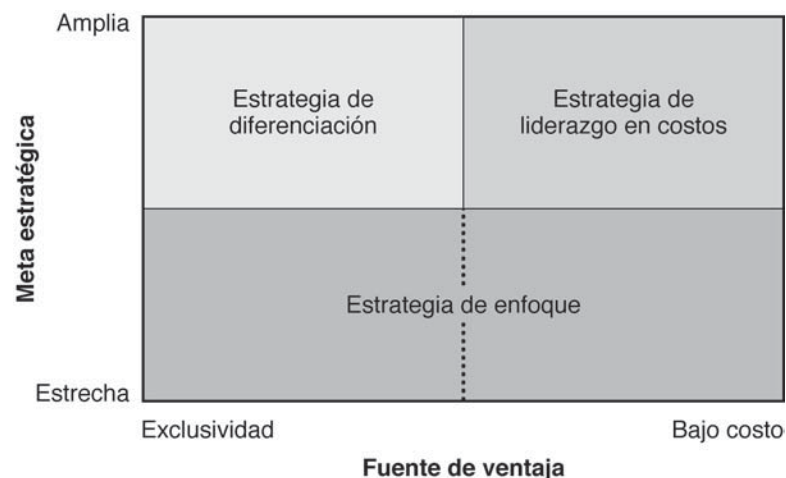 Amplia
Estrategia de
diferenciación
Estrategia de
liderazgo en costos
Meta estratégica
Estrategia de enfoque
Estrecha
Exclusividad
Bajo costo
Fuente de ventaja